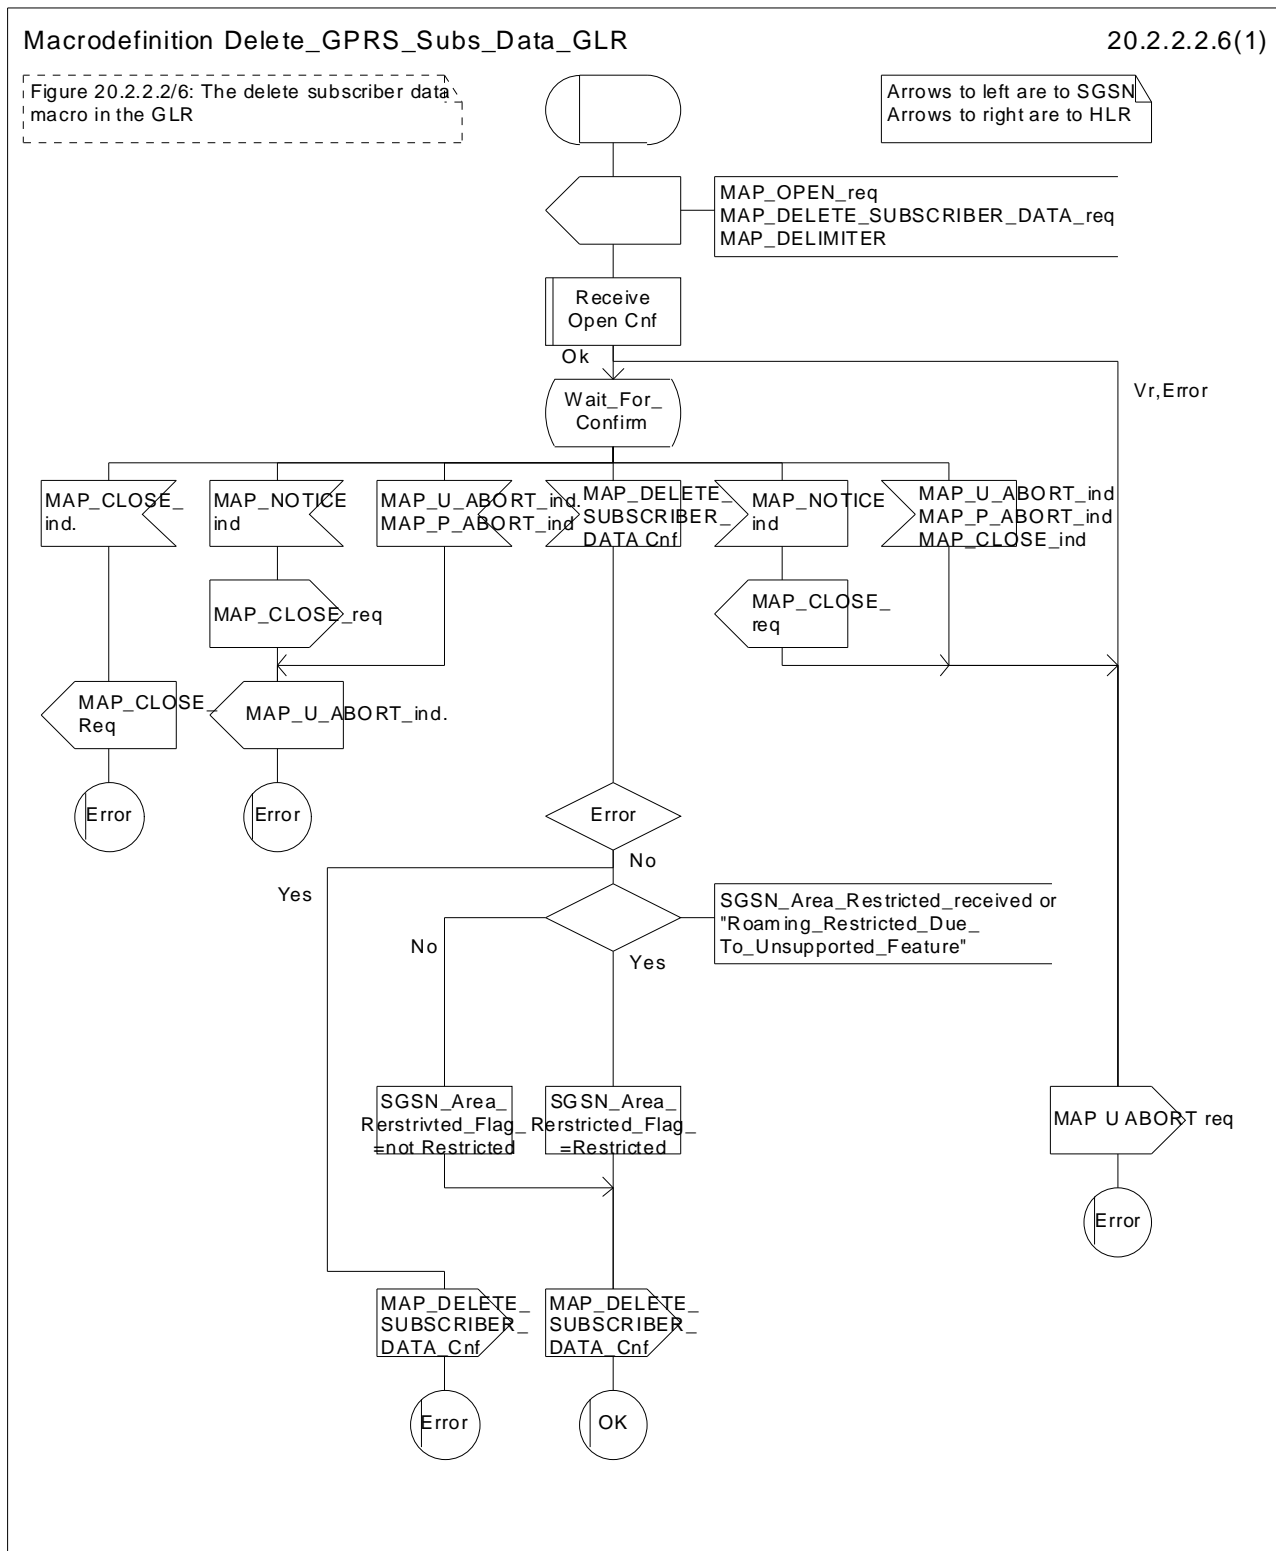 Macrodefinition Delete_GPRS_Subs_Data_GLR
20.2.2.2.6(1)
Figure 20.2.2.2/6: The delete subscriber data
macro in the GLR
Arrows to left are to SGSN
Arrows to right are to HLR
MAP_OPEN_req
MAP_DELETE_SUBSCRIBER_DATA_req
MAP_DELIMITER
Receive
Open Cnf
Ok
Vr,Error
Wait_For_
Confirm
MAP_CLOSE_
ind.
MAP_NOTICE
ind
MAP_U_ABORT_ind.
MAP_P_ABORT_ind
MAP_DELETE_
SUBSCRIBER_
DATA Cnf
MAP_NOTICE
ind
MAP_U_ABORT_ind
MAP_P_ABORT_ind
MAP_CLOSE_ind
MAP_CLOSE_req
MAP_CLOSE_
req
MAP_CLOSE_
Req
MAP_U_ABORT_ind.
Error
Error
Error
No
Yes
SGSN_Area_Restricted_received or
"Roaming_Restricted_Due_
To_Unsupported_Feature"
No
Yes
SGSN_Area_
Rerstrivted_Flag_
=not Restricted
SGSN_Area_
Rerstricted_Flag_
=Restricted
MAP U ABORT req
Error
MAP_DELETE_
SUBSCRIBER_
DATA_Cnf
MAP_DELETE_
SUBSCRIBER_
DATA_Cnf
Error
OK